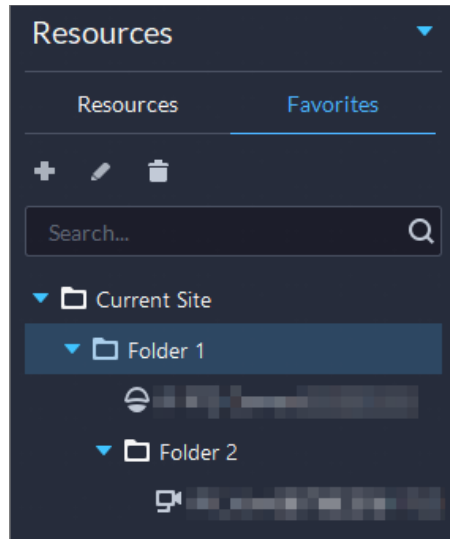 Resources
Resources Favorites
Search...
Current Site
Folder 1
Folder 2